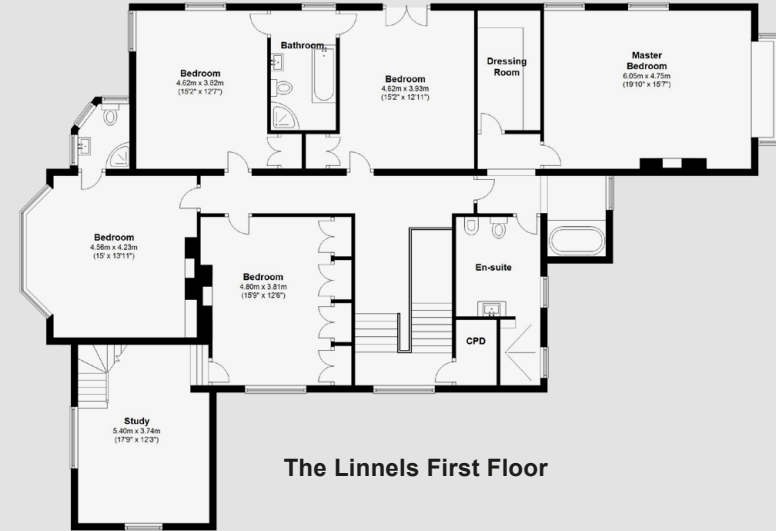 Bedroom
4.62m x 3.82m
(15'2" x 12'7")
Bathroom
Bedroom
4.62m x 3.93m
(15'2" x 12'11")
Dressing
Room
Master
Bedroom
6.05m x 4.75m
(19'10" x 15'7")
Bedroom
4.56m x 4.23m
(15' x 13'11")
Bedroom
4.80m x 3.81m
(15'9" x 12'6")
En-suite
CPD
Study
5.40m x 3.74m
(17'9" x 12'3")
The Linnels First Floor